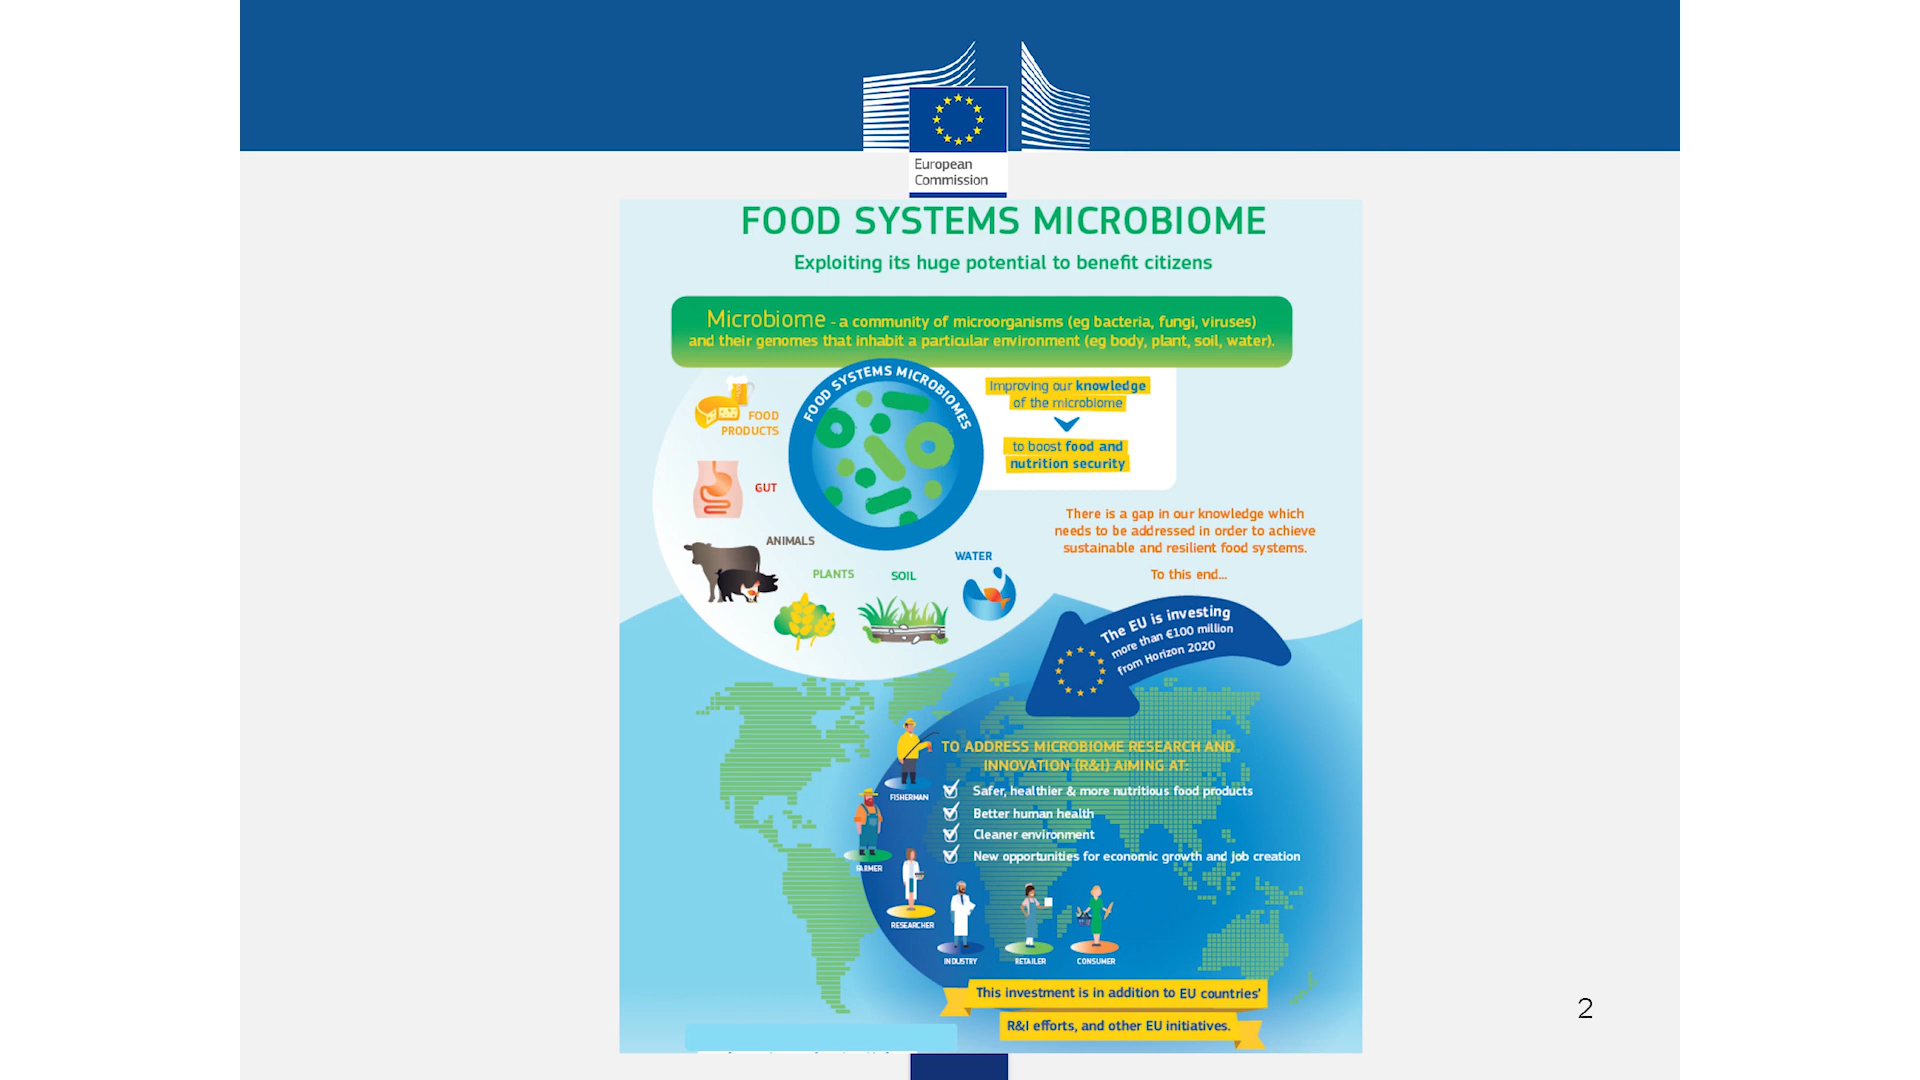 European
Commission
FOOD SYSTEMS MICROBIOME
Exploiting its huge potential to benefit citizens
Microbiome - a community of microorganisms (eg bacteria, fungi, viruses)
and their genomes that inhabit a particular environment (eg body, plant, soil, water).
FOOD SYSTEMS MICROBIOMES
FOOD
PRODUCTS
GUT
ANIMALS
PLANTS
SOIL
WATER
Improving our knowledge
of the microbiome
to boost food and
nutrition security
There is a gap in our knowledge which
needs to be addressed in order to achieve
sustainable and resilient food systems.
To this end...
The EU is investing
more than €100 million
from Horizon 2020
TO ADDRESS MICROBIOME RESEARCH AND
INNOVATION (R&I) AIMING AT:
Safer, healthier & more nutritious food products
Better human health
Cleaner environment
New opportunities for economic growth and job creation
FISHERMAN
FARMER
RESEARCHER
INDUSTRY
RETAILER
CONSUMER
This investment is in addition to EU countries'
R&I efforts, and other EU initiatives.
2